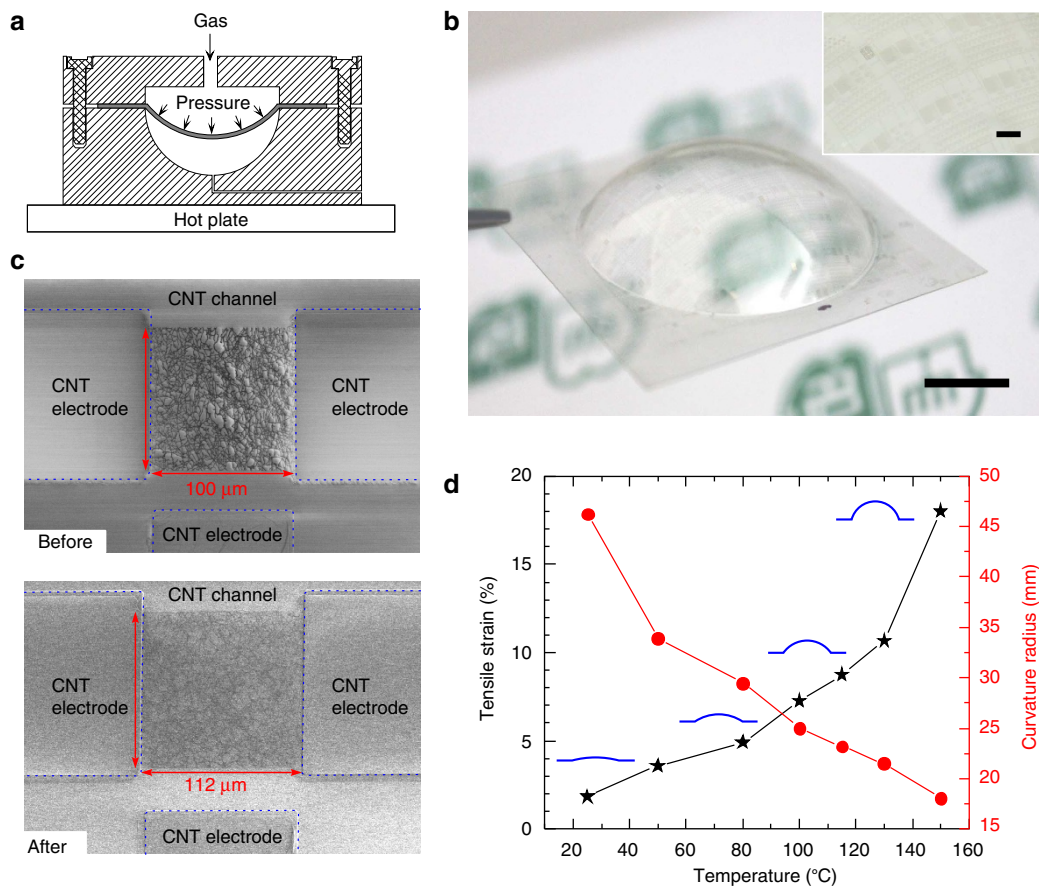 a
Gas
Pressure
Hot plate
b
c
CNT channel
CNT
electrode
CNT
electrode
100 μm
CNT electrode
Before
CNT channel
CNT
electrode
CNT
electrode
112 μm
CNT electrode
After
d
20
15
10
5
0
Tensile strain (%)
50
45
40
35
30
25
20
15
Curvature radius (mm)
20 40 60 80 100 120 140 160
Temperature (°C)